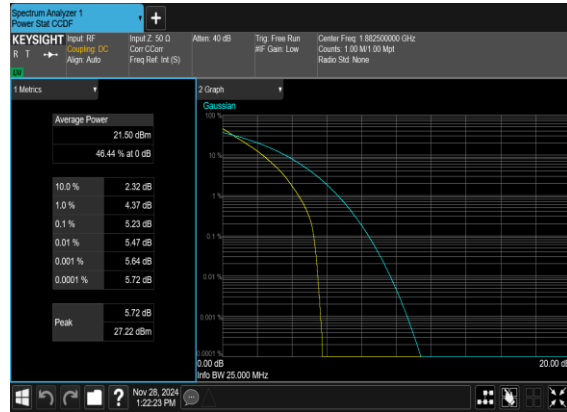 Spectrum Analyzer 1
Power Stat CCDF
KEYSIGHT
R T
Input: RF
Coupling: DC
Align: Auto
Input Z: 50 Ω
Corr CCorr
Freq Ref: Int (S)
Atten: 40 dB
Trig: Free Run
#IF Gain: Low
Center Freq: 1.882500000 GHz
Counts: 1.00 M/1.00 Mpt
Radio Std: None
1 Metrics
Average Power
21.50 dBm
46.44 % at 0 dB
10.0 % 2.32 dB
1.0 % 4.37 dB
0.1 % 5.23 dB
0.01 % 5.47 dB
0.001 % 5.64 dB
0.0001 % 5.72 dB
Peak
5.72 dB
27.22 dBm
2 Graph
Gaussian
100 %
10 %
1 %
0.1 %
0.01 %
0.001 %
0.0001 %
0.00 dB
20.00 dB
Info BW 25.000 MHz
?
Nov 28, 2024
1:22:23 PM